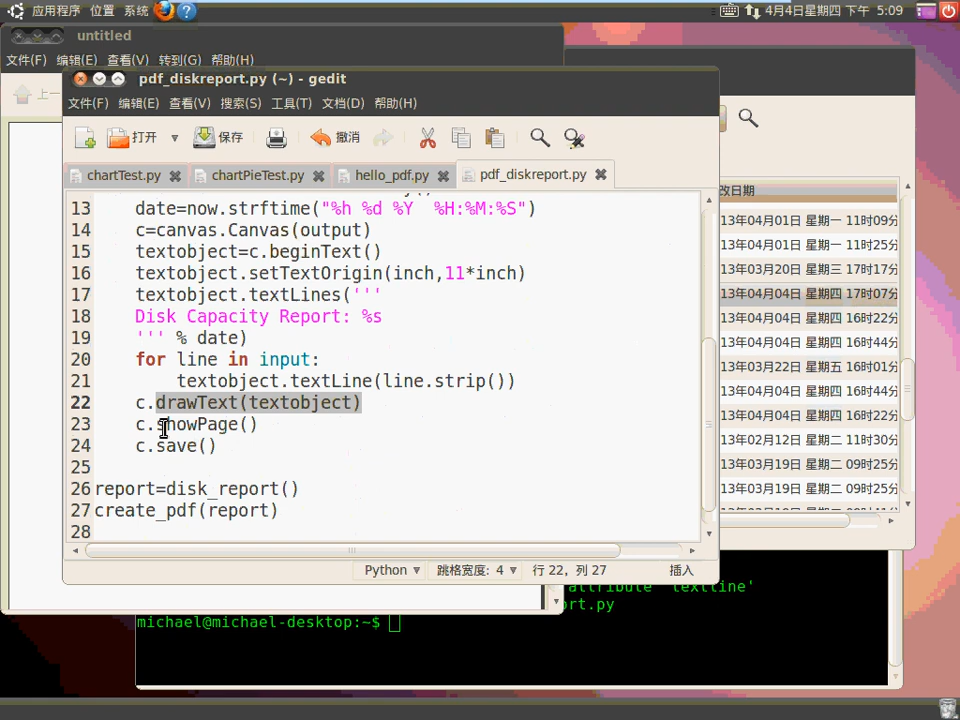 应用程序 位置 系统 4月4日星期四 下午 5:09
untitled
文件(F) 编辑(E) 查看(V) 转到(G) 帮助(H)
上一
pdf_diskreport.py (~) - gedit
文件(F) 编辑(E) 查看(V) 搜索(S) 工具(T) 文档(D) 帮助(H)
打开 保存 撤消
chartTest.py chartPieTest.py hello_pdf.py pdf_diskreport.py
13 date=now.strftime("%h %d %Y  %H:%M:%S")
14 c=canvas.Canvas(output)
15 textobject=c.beginText()
16 textobject.setTextOrigin(inch,11*inch)
17 textobject.textLines('''
18 Disk Capacity Report: %s
19 ''' % date)
20 for line in input:
21 textobject.textLine(line.strip())
22 c.drawText(textobject)
23 c.showPage()
24 c.save()
25
26 report=disk_report()
27 create_pdf(report)
28
Python 跳格宽度: 4 行 22, 列 27 插入
改日期
13年04月01日 星期一 11时09分
13年04月01日 星期一 11时25分
13年03月20日 星期三 17时17分
13年04月04日 星期四 17时07分
13年04月04日 星期四 16时22分
13年04月04日 星期四 16时44分
13年03月22日 星期五 16时01分
13年04月04日 星期四 16时44分
13年04月04日 星期四 16时22分
13年02月12日 星期二 11时30分
13年03月19日 星期二 09时25分
13年03月19日 星期二 09时25分
attribute 'textline'
ort.py
michael@michael-desktop:~$